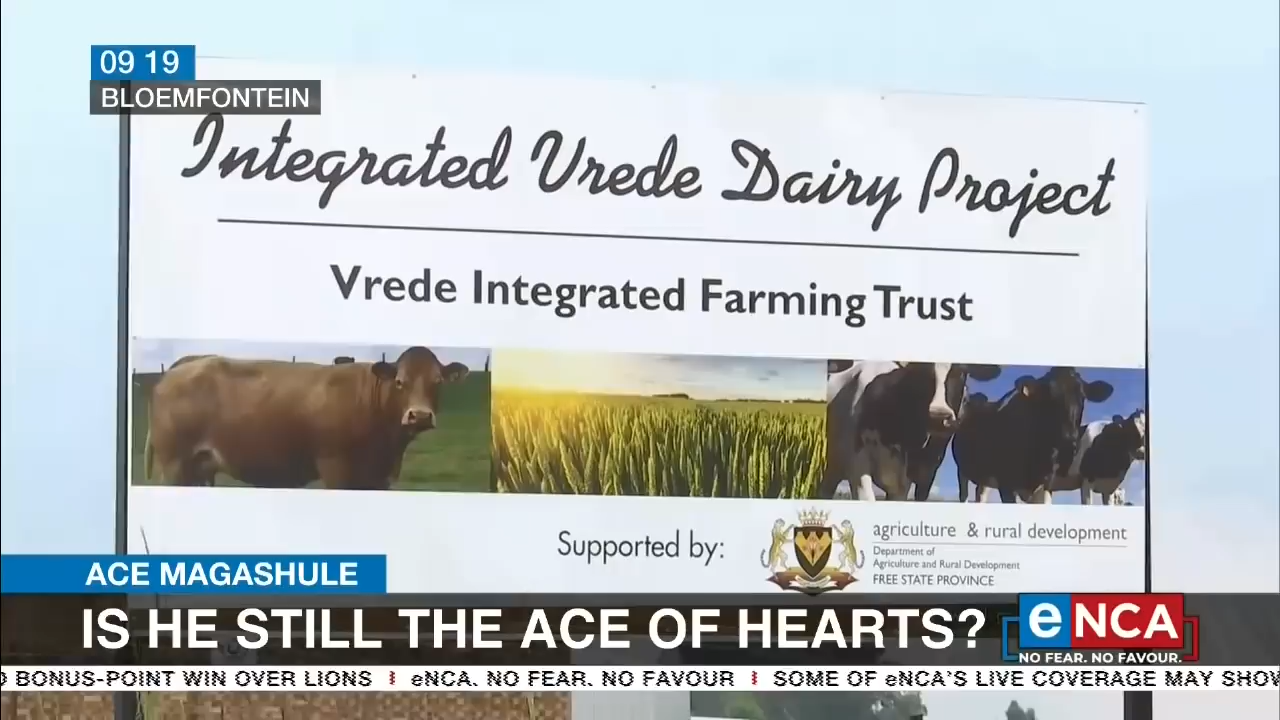 09 19
BLOEMFONTEIN
Integrated Vrede Dairy Project
Vrede Integrated Farming Trust
Supported by:
agriculture & rural development
Department of
Agriculture and Rural Development
FREE STATE PROVINCE
ACE MAGASHULE
IS HE STILL THE ACE OF HEARTS?
eNCA
NO FEAR. NO FAVOUR.
BONUS-POINT WIN OVER LIONS ⁞ eNCA. NO FEAR. NO FAVOUR ⁞ SOME OF eNCA'S LIVE COVERAGE MAY SHOW